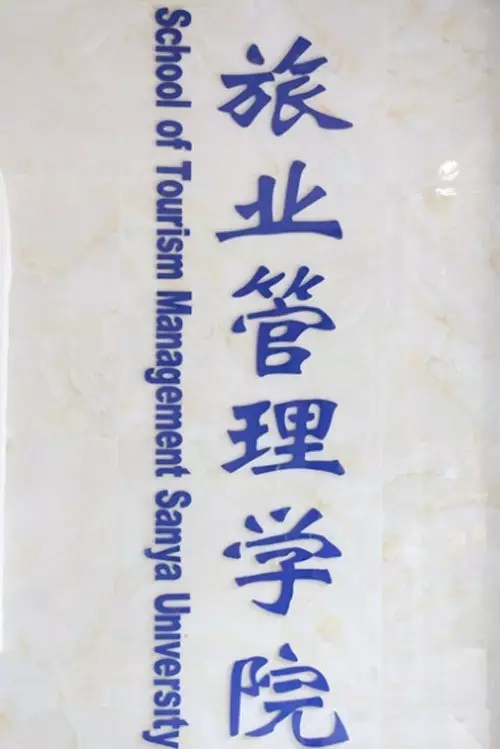 旅业管理学院
School of Tourism Management Sanya University